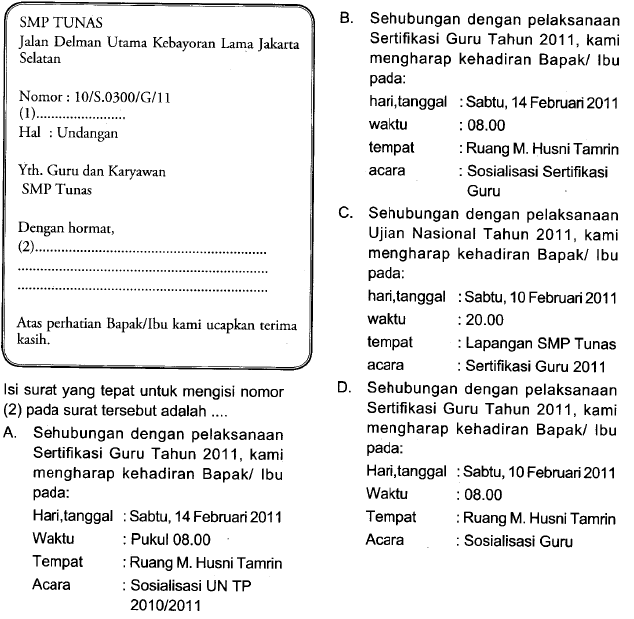 SMP TUNAS
Jalan Delman Utama Kebayoran Lama Jakarta
Selatan
Nomor : 10/S.0300/G/11
(1)........................
Hal : Undangan
Yth. Guru dan Karyawan
SMP Tunas
Dengan hormat,
(2)..............................................................
....................................................................
....................................................................
Atas perhatian Bapak/Ibu kami ucapkan terima
kasih.
Isi surat yang tepat untuk mengisi nomor
(2) pada surat tersebut adalah ....
A. Sehubungan dengan pelaksanaan
Sertifikasi Guru Tahun 2011, kami
mengharap kehadiran Bapak/ Ibu
pada:
Hari,tanggal : Sabtu, 14 Februari 2011
Waktu : Pukul 08.00
Tempat : Ruang M. Husni Tamrin
Acara : Sosialisasi UN TP
2010/2011
B. Sehubungan dengan pelaksanaan
Sertifikasi Guru Tahun 2011, kami
mengharap kehadiran Bapak/ Ibu
pada:
hari,tanggal : Sabtu, 14 Februari 2011
waktu : 08.00
tempat : Ruang M. Husni Tamrin
acara : Sosialisasi Sertifikasi
Guru
C. Sehubungan dengan pelaksanaan
Ujian Nasional Tahun 2011, kami
mengharap kehadiran Bapak/ Ibu
pada:
hari,tanggal : Sabtu, 10 Februari 2011
waktu : 20.00
tempat : Lapangan SMP Tunas
acara : Sertifikasi Guru 2011
D. Sehubungan dengan pelaksanaan
Sertifikasi Guru Tahun 2011, kami
mengharap kehadiran Bapak/ Ibu
pada:
Hari,tanggal : Sabtu, 10 Februari 2011
Waktu : 08.00
Tempat : Ruang M. Husni Tamrin
Acara : Sosialisasi Guru